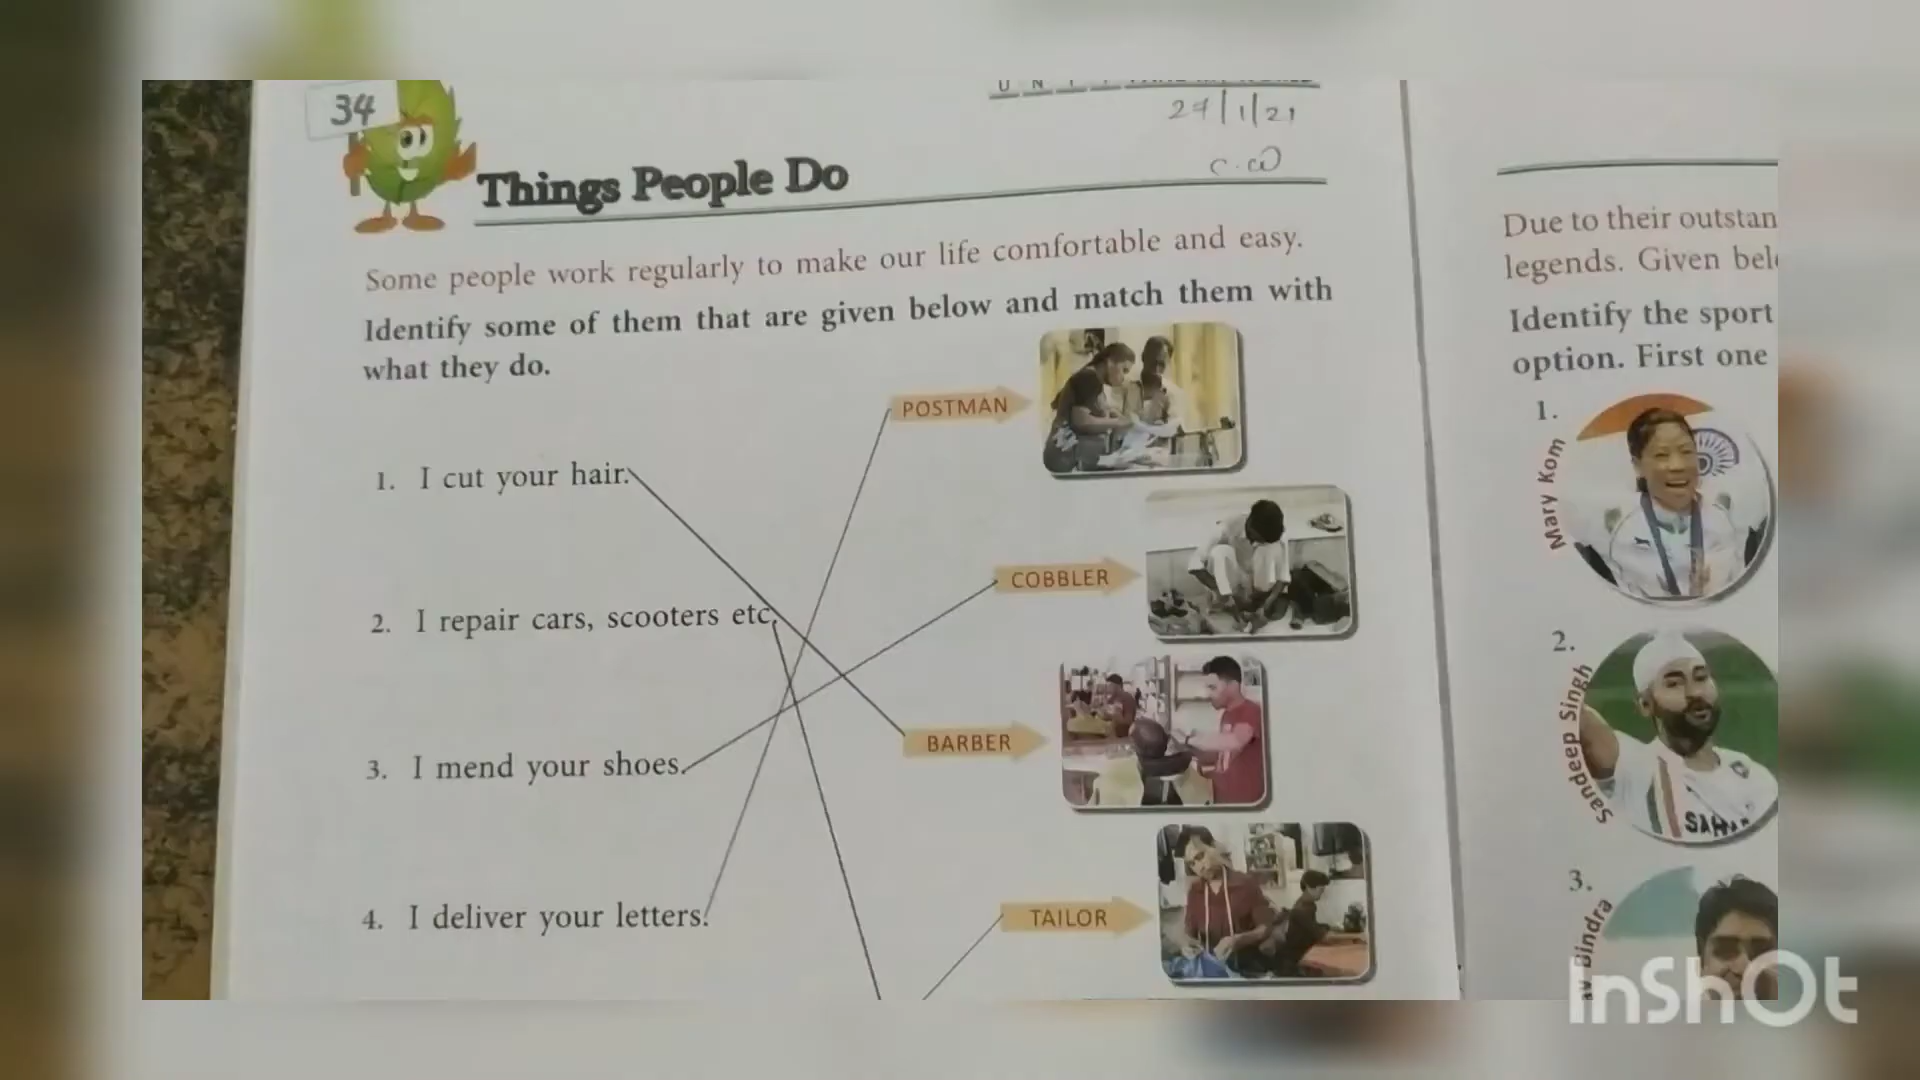 34
27/1/21
c.w
Things People Do
Some people work regularly to make our life comfortable and easy.
Identify some of them that are given below and match them with
what they do.
POSTMAN
1. I cut your hair.
COBBLER
2. I repair cars, scooters etc.
BARBER
3. I mend your shoes.
TAILOR
4. I deliver your letters.
Due to their outstan
legends. Given bel
Identify the sport
option. First one
1.
Mary Kom
2.
Sandeep Singh
3.
Bindra
InShOt